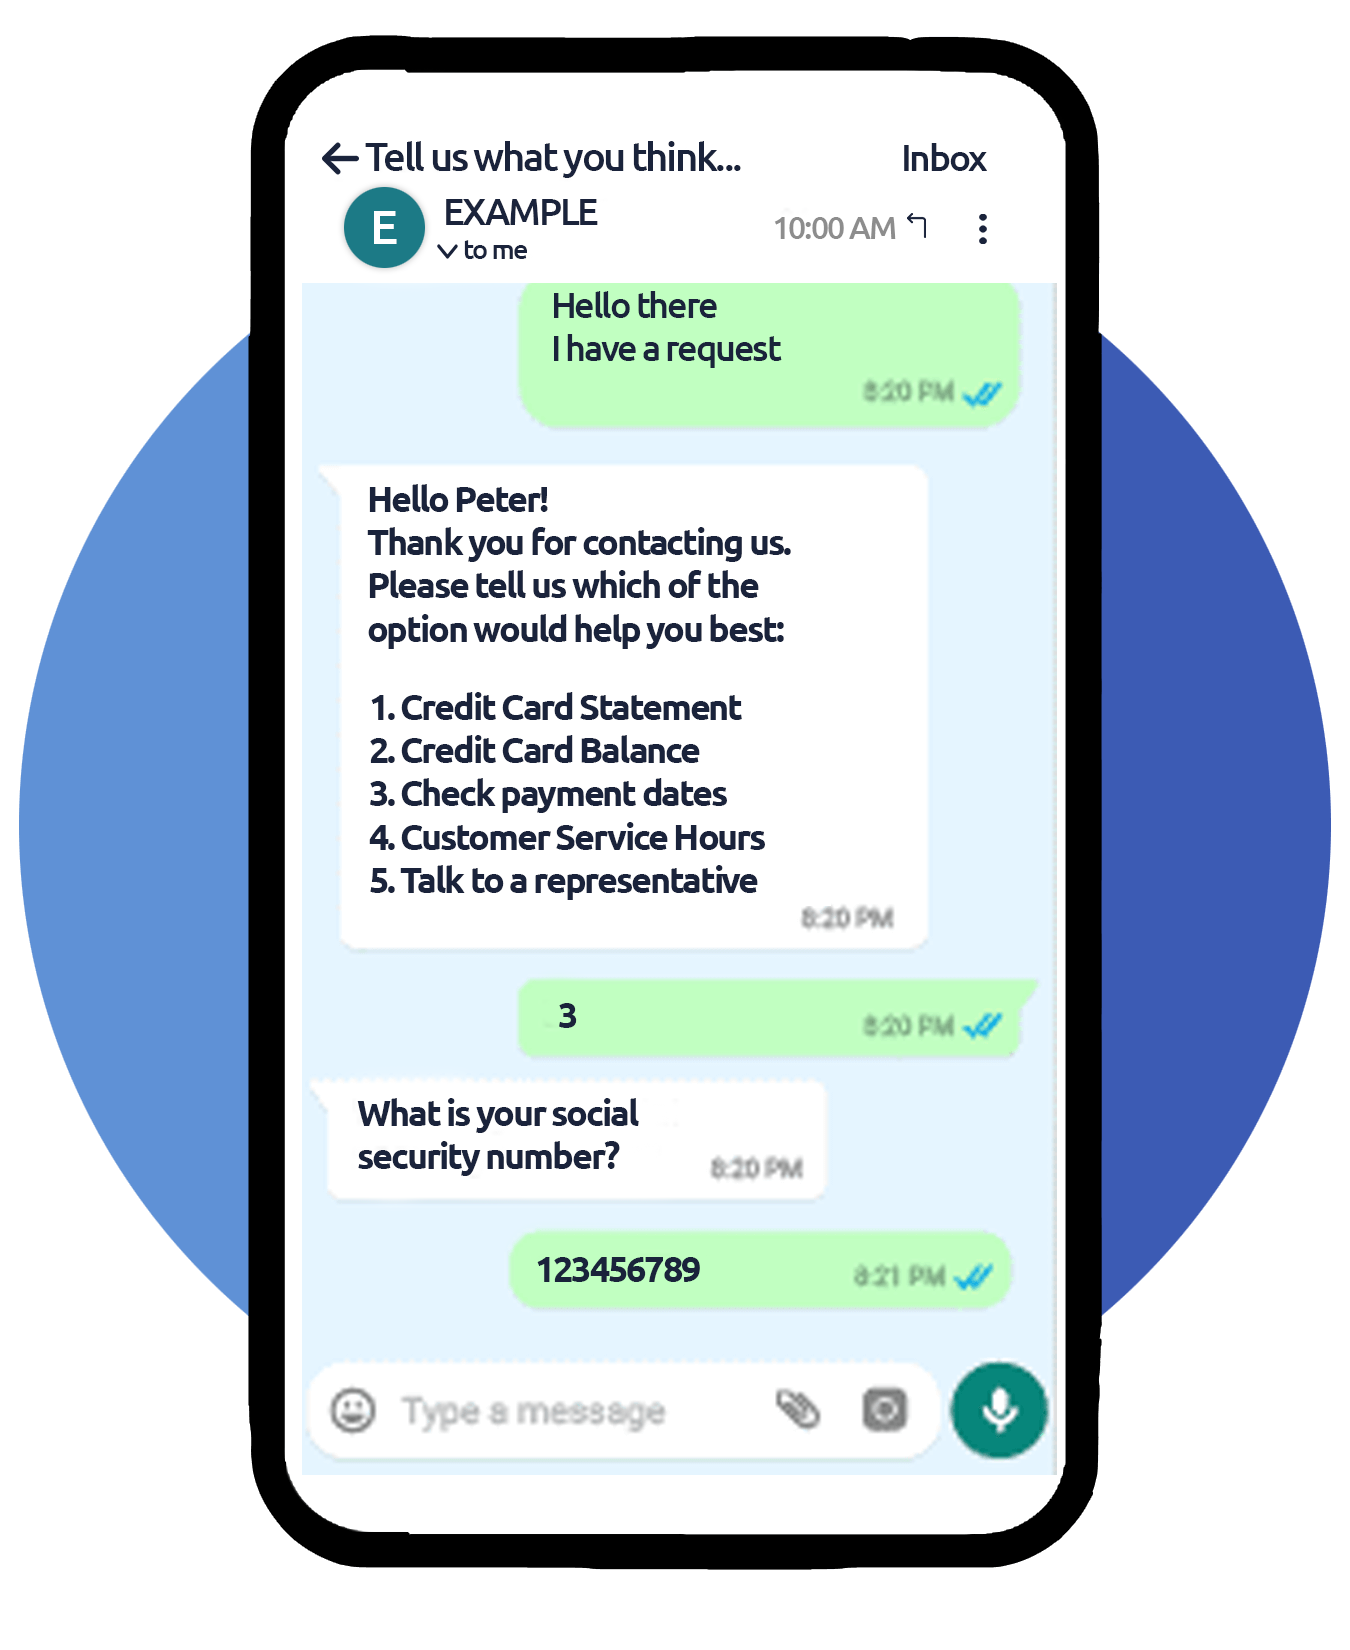 Tell us what you think...
Inbox
E
EXAMPLE
10:00 AM
to me
Hello there
I have a request
8:20 PM
Hello Peter!
Thank you for contacting us.
Please tell us which of the
option would help you best:
1. Credit Card Statement
2. Credit Card Balance
3. Check payment dates
4. Customer Service Hours
5. Talk to a representative
8:20 PM
3
8:20 PM
What is your social
security number?
8:20 PM
123456789
8:21 PM
Type a message